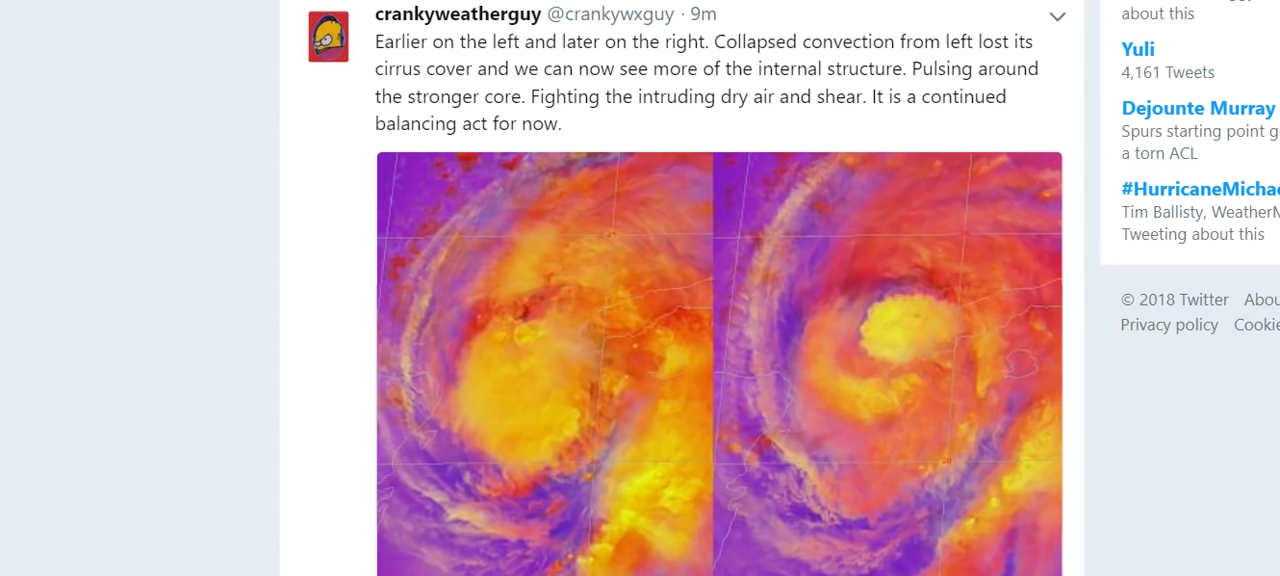 crankyweatherguy @crankywxguy · 9m
Earlier on the left and later on the right. Collapsed convection from left lost its
cirrus cover and we can now see more of the internal structure. Pulsing around
the stronger core. Fighting the intruding dry air and shear. It is a continued
balancing act for now.
about this
Yuli
4,161 Tweets
Dejounte Murray
Spurs starting point g
a torn ACL
#HurricaneMichae
Tim Ballisty, WeatherN
Tweeting about this
© 2018 Twitter Abou
Privacy policy Cookie